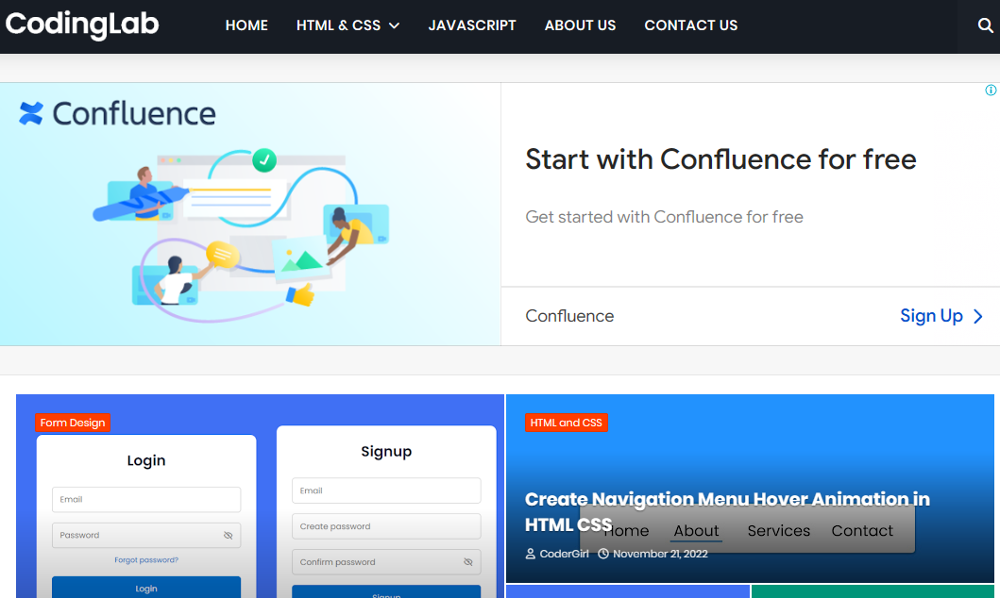 CodingLab
HOME
HTML & CSS
JAVASCRIPT
ABOUT US
CONTACT US
Confluence
Start with Confluence for free
Get started with Confluence for free
Confluence
Sign Up
Form Design
Login
Email
Password
Forgot password?
Login
Signup
Email
Create password
Confirm password
Signup
HTML and CSS
Create Navigation Menu Hover Animation in
HTML CSS
Home
About
Services
Contact
CoderGirl
November 21, 2022